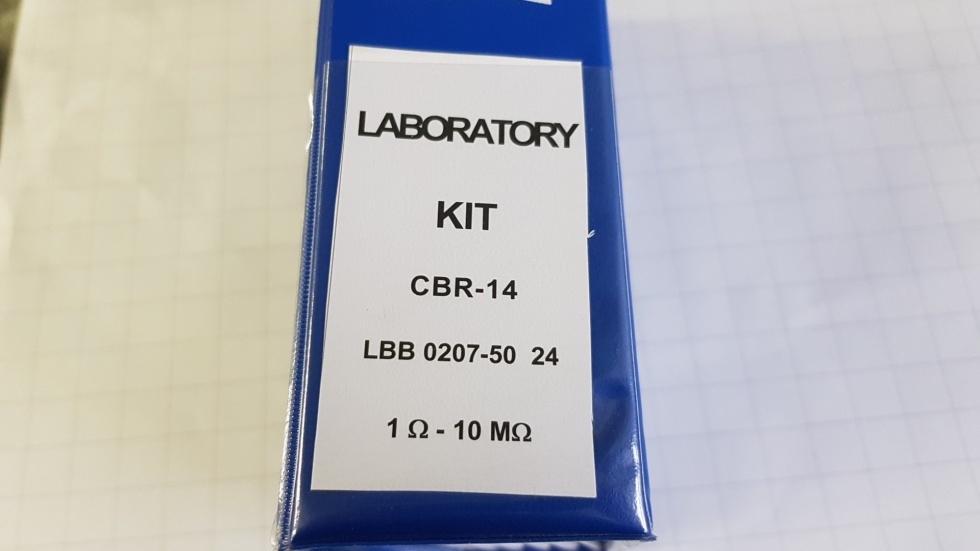 LABORATORY
KIT
CBR-14
LBB 0207-50 24
1 Ω - 10 MΩ